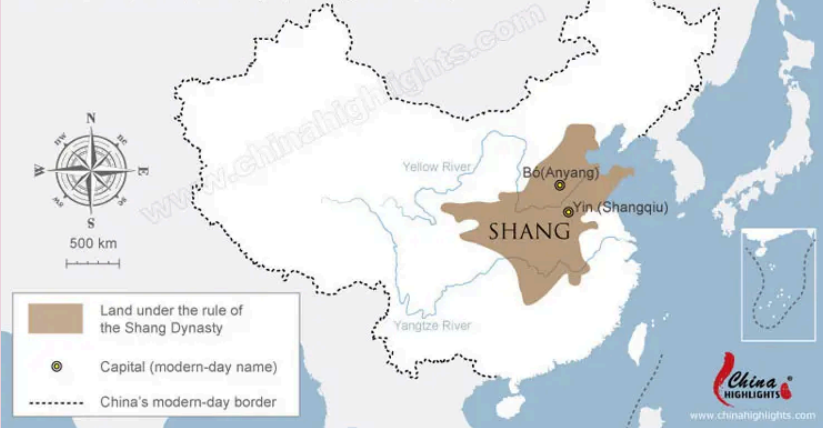 www.chinahighlights.com
N
nw
ne
W
E
sw
se
S
500 km
Yellow River
Bó(Anyang)
Yin (Shangqiu)
SHANG
Yangtze River
Land under the rule of
the Shang Dynasty
Capital (modern-day name)
China's modern-day border
China
HIGHLIGHTS®
www.chinahighlights.com